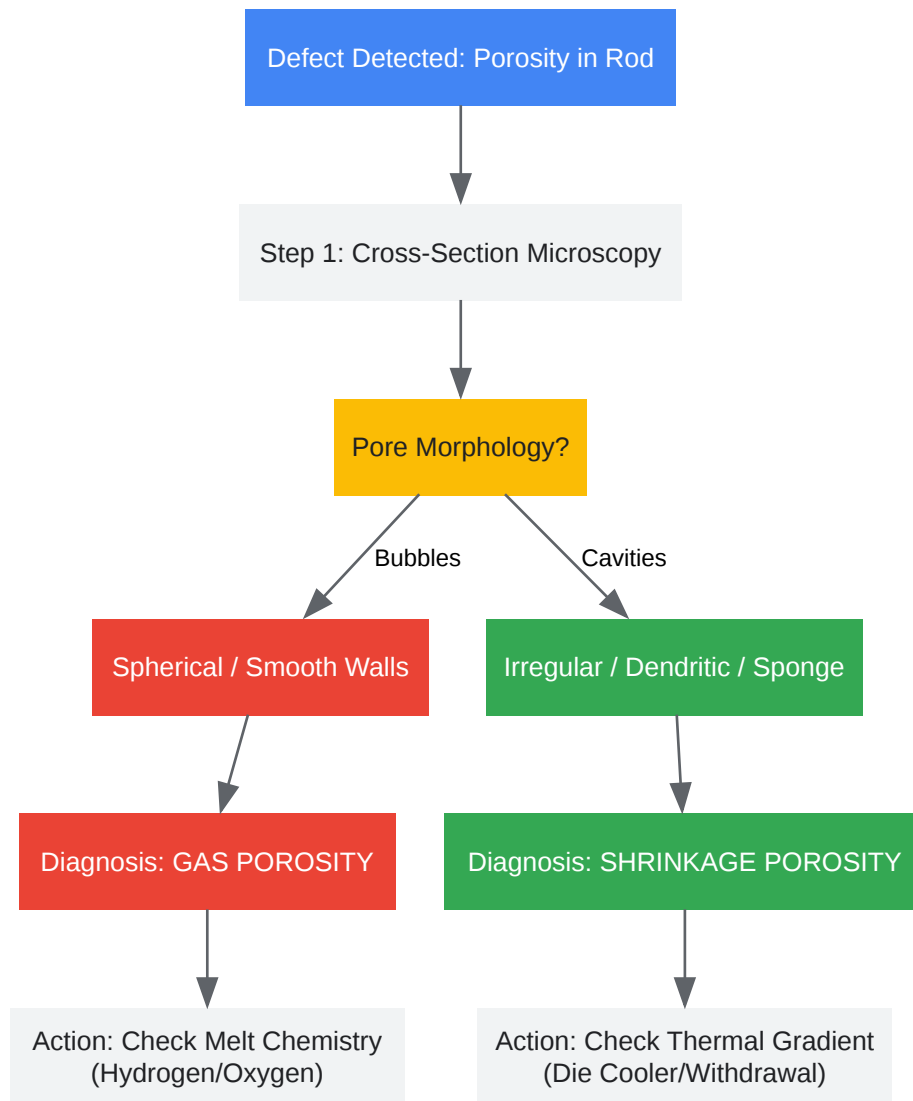 Defect Detected: Porosity in Rod
Step 1: Cross-Section Microscopy
Pore Morphology?
Bubbles
Cavities
Spherical / Smooth Walls
Irregular / Dendritic / Sponge
Diagnosis: GAS POROSITY
Diagnosis: SHRINKAGE POROSITY
Action: Check Melt Chemistry
(Hydrogen/Oxygen)
Action: Check Thermal Gradient
(Die Cooler/Withdrawal)